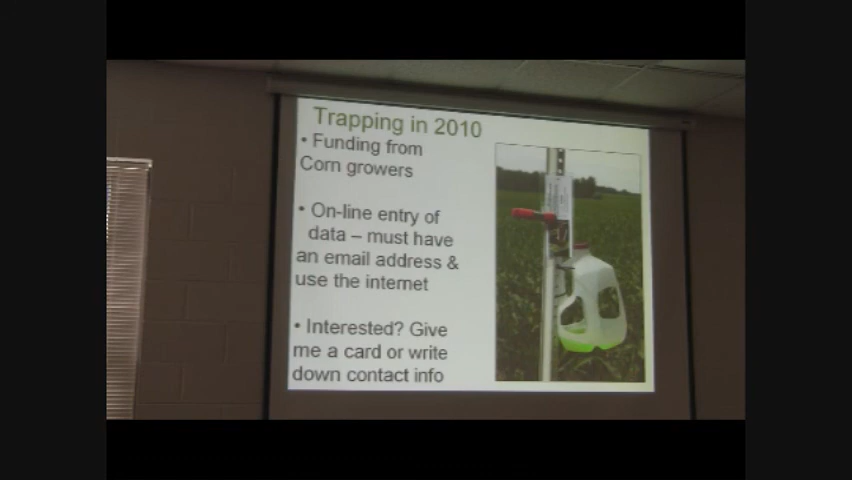 Trapping in 2010
• Funding from
Corn growers
• On-line entry of
data – must have
an email address &
use the internet
• Interested? Give
me a card or write
down contact info